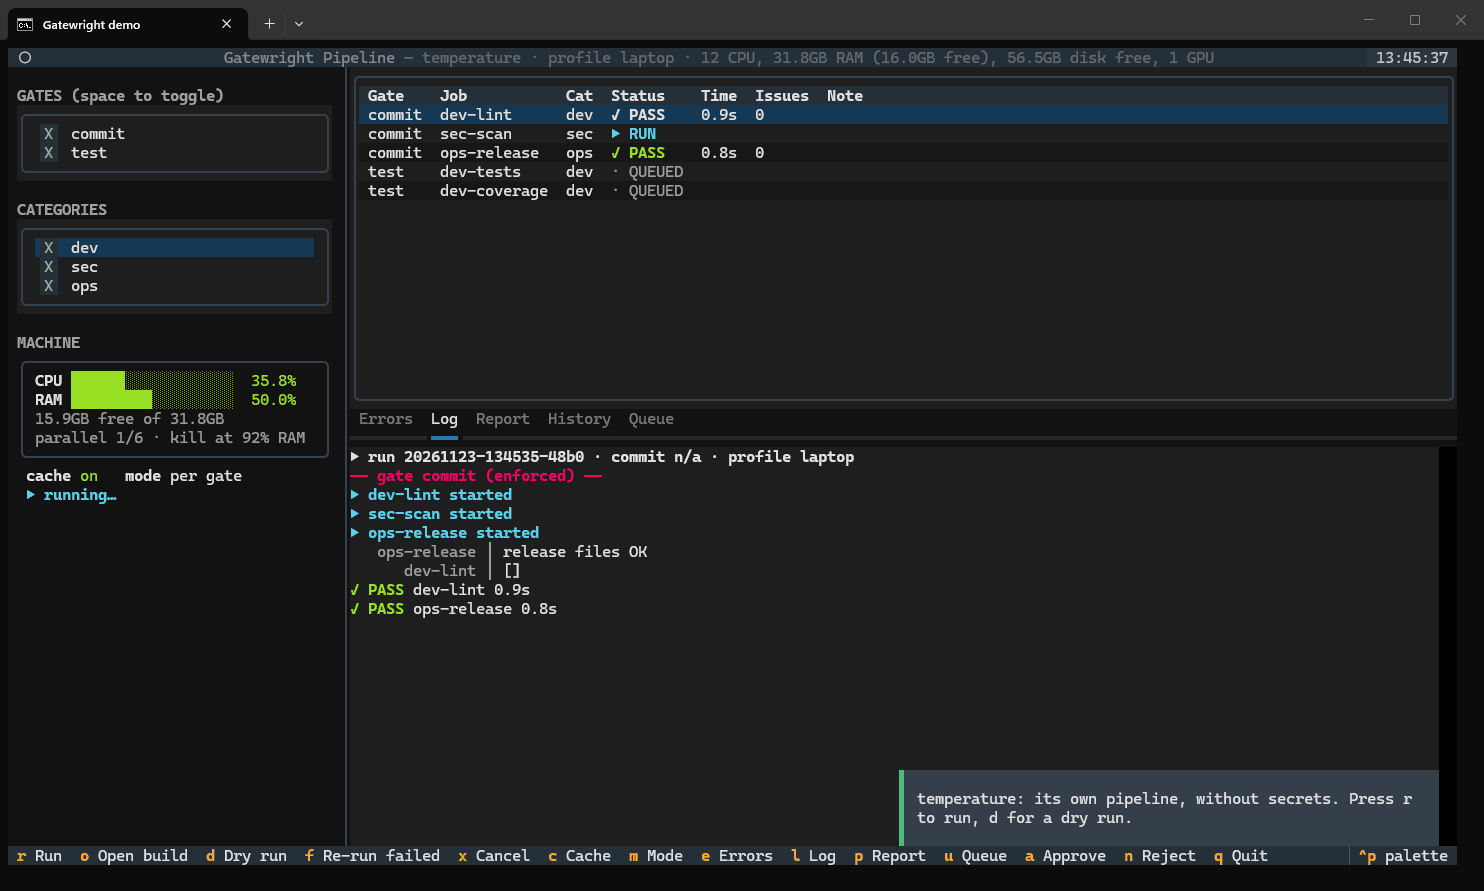 Gatewright demo
Gatewright Pipeline — temperature · profile laptop · 12 CPU, 31.8GB RAM (16.0GB free), 56.5GB disk free, 1 GPU
13:45:37
GATES (space to toggle)
X commit
X test
CATEGORIES
X dev
X sec
X ops
MACHINE
CPU 35.8%
RAM 50.0%
15.9GB free of 31.8GB
parallel 1/6 · kill at 92% RAM
cache on mode per gate
▶ running…
Gate Job Cat Status Time Issues Note
commit dev-lint dev ✓ PASS 0.9s 0
commit sec-scan sec ▶ RUN
commit ops-release ops ✓ PASS 0.8s 0
test dev-tests dev · QUEUED
test dev-coverage dev · QUEUED
Errors Log Report History Queue
▶ run 20261123-134535-48b0 · commit n/a · profile laptop
── gate commit (enforced) ──
▶ dev-lint started
▶ sec-scan started
▶ ops-release started
ops-release │ release files OK
dev-lint │ []
✓ PASS dev-lint 0.9s
✓ PASS ops-release 0.8s
temperature: its own pipeline, without secrets. Press r
to run, d for a dry run.
r Run o Open build d Dry run f Re-run failed x Cancel c Cache m Mode e Errors l Log p Report u Queue a Approve n Reject q Quit ^p palette